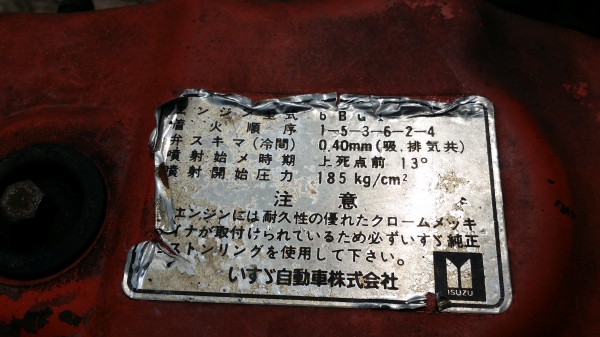 ンジン型式 6BG1
着火順序 1-5-3-6-2-4
弁スキマ(冷間) 0.40mm(吸,排気共)
噴射始メ時期 上死点前 13°
噴射開始圧力 185 kg/cm²
注意
エンジンには耐久性の優れたクロームメッキ
イナが取付けられているため必ずいすゞ純正
ストンリングを使用して下さい。
いすゞ自動車株式会社
ISUZU